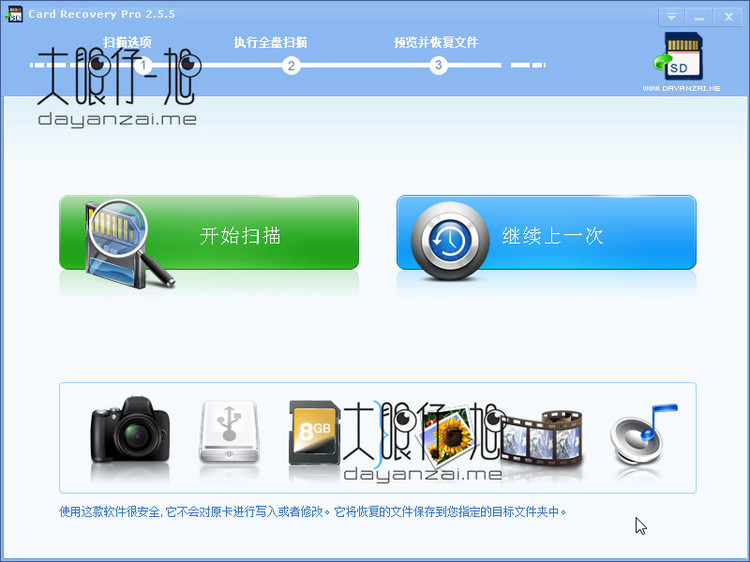 Card Recovery Pro 2.5.5
扫描选项
执行全盘扫描
预览并恢复文件
1
2
3
SD
WWW.DAYANZAI.ME
大眼仔~旭
dayanzai.me
开始扫描
继续上一次
8GB
大眼仔~旭
dayanzai.me
使用这款软件很安全,它不会对原卡进行写入或者修改。它将恢复的文件保存到您指定的目标文件夹中。